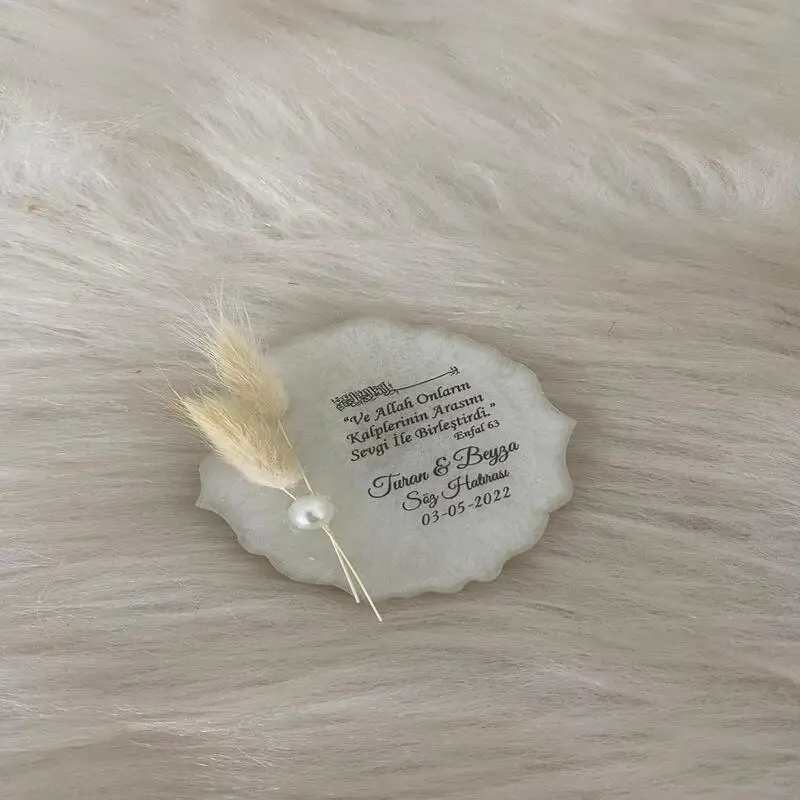 "Ve Allah Onların
Kalplerinin Arasını
Sevgi İle Birleştirdi."
Enfal 63
Turan & Beyza
Söz Hatırası
03-05-2022